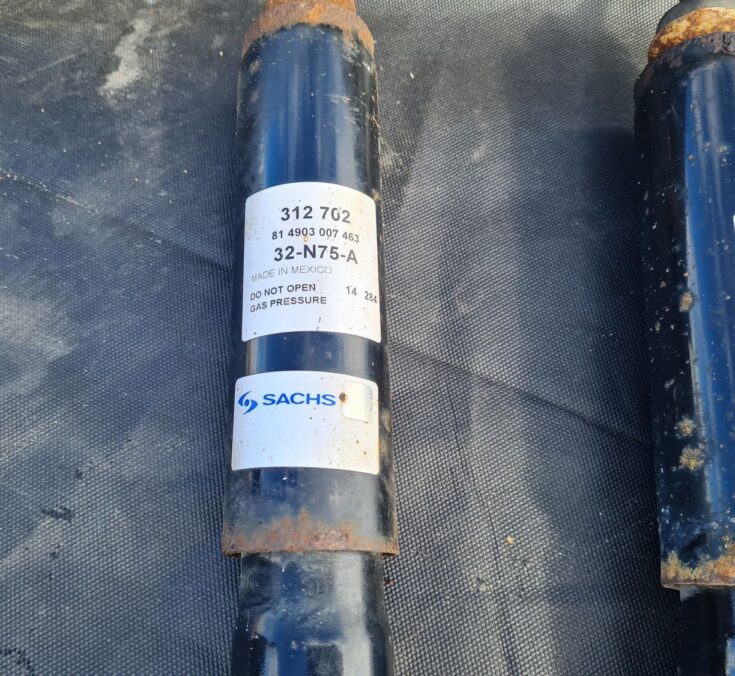 312 702
81 4903 007 463
32-N75-A
MADE IN MEXICO
DO NOT OPEN 14 284
GAS PRESSURE
SACHS